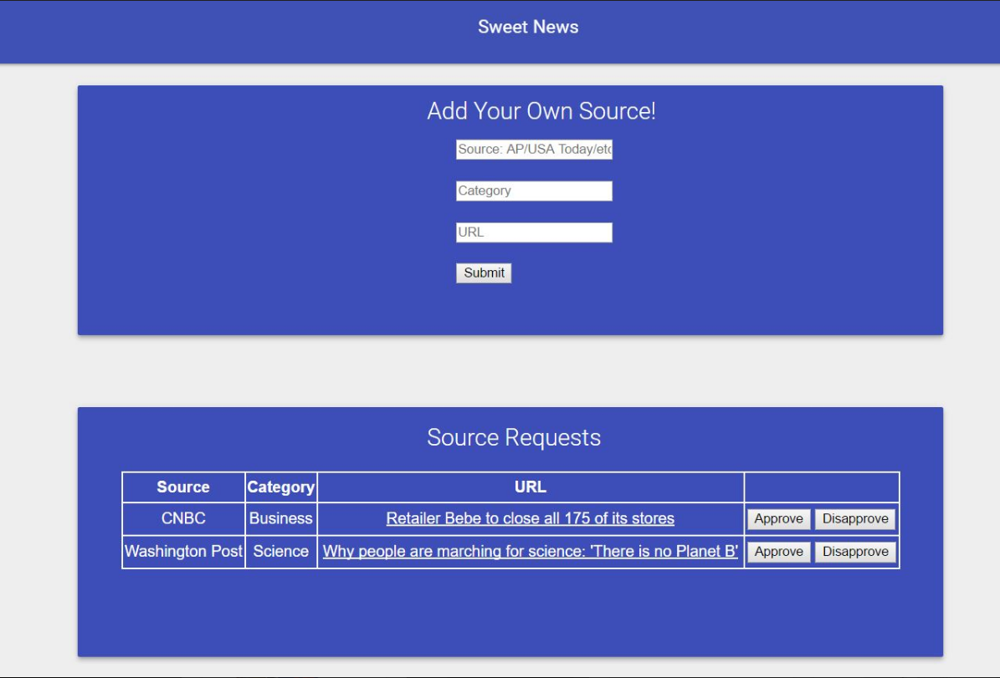 Sweet News
Add Your Own Source!
Source: AP/USA Today/etc
Category
URL
Submit
Source Requests
Source Category URL
CNBC Business Retailer Bebe to close all 175 of its stores Approve Disapprove
Washington Post Science Why people are marching for science: 'There is no Planet B' Approve Disapprove